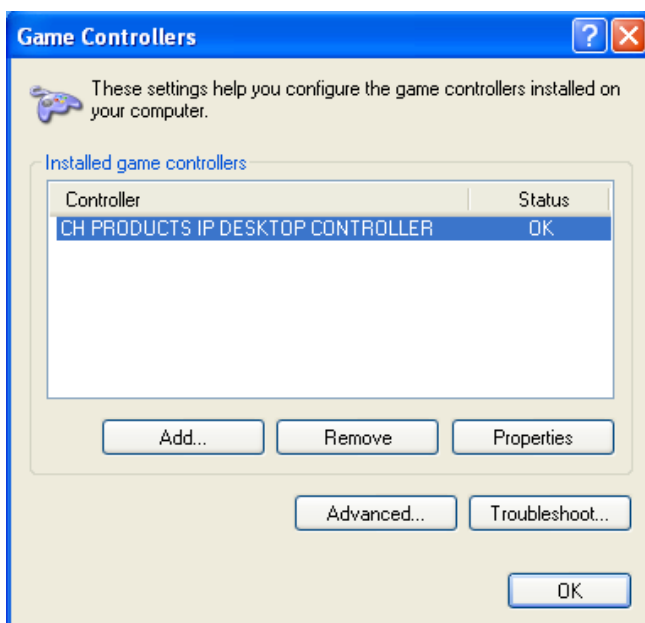 Game Controllers
?
These settings help you configure the game controllers installed on
your computer.
Installed game controllers
Controller Status
CH PRODUCTS IP DESKTOP CONTROLLER OK
Add... Remove Properties
Advanced... Troubleshoot...
OK